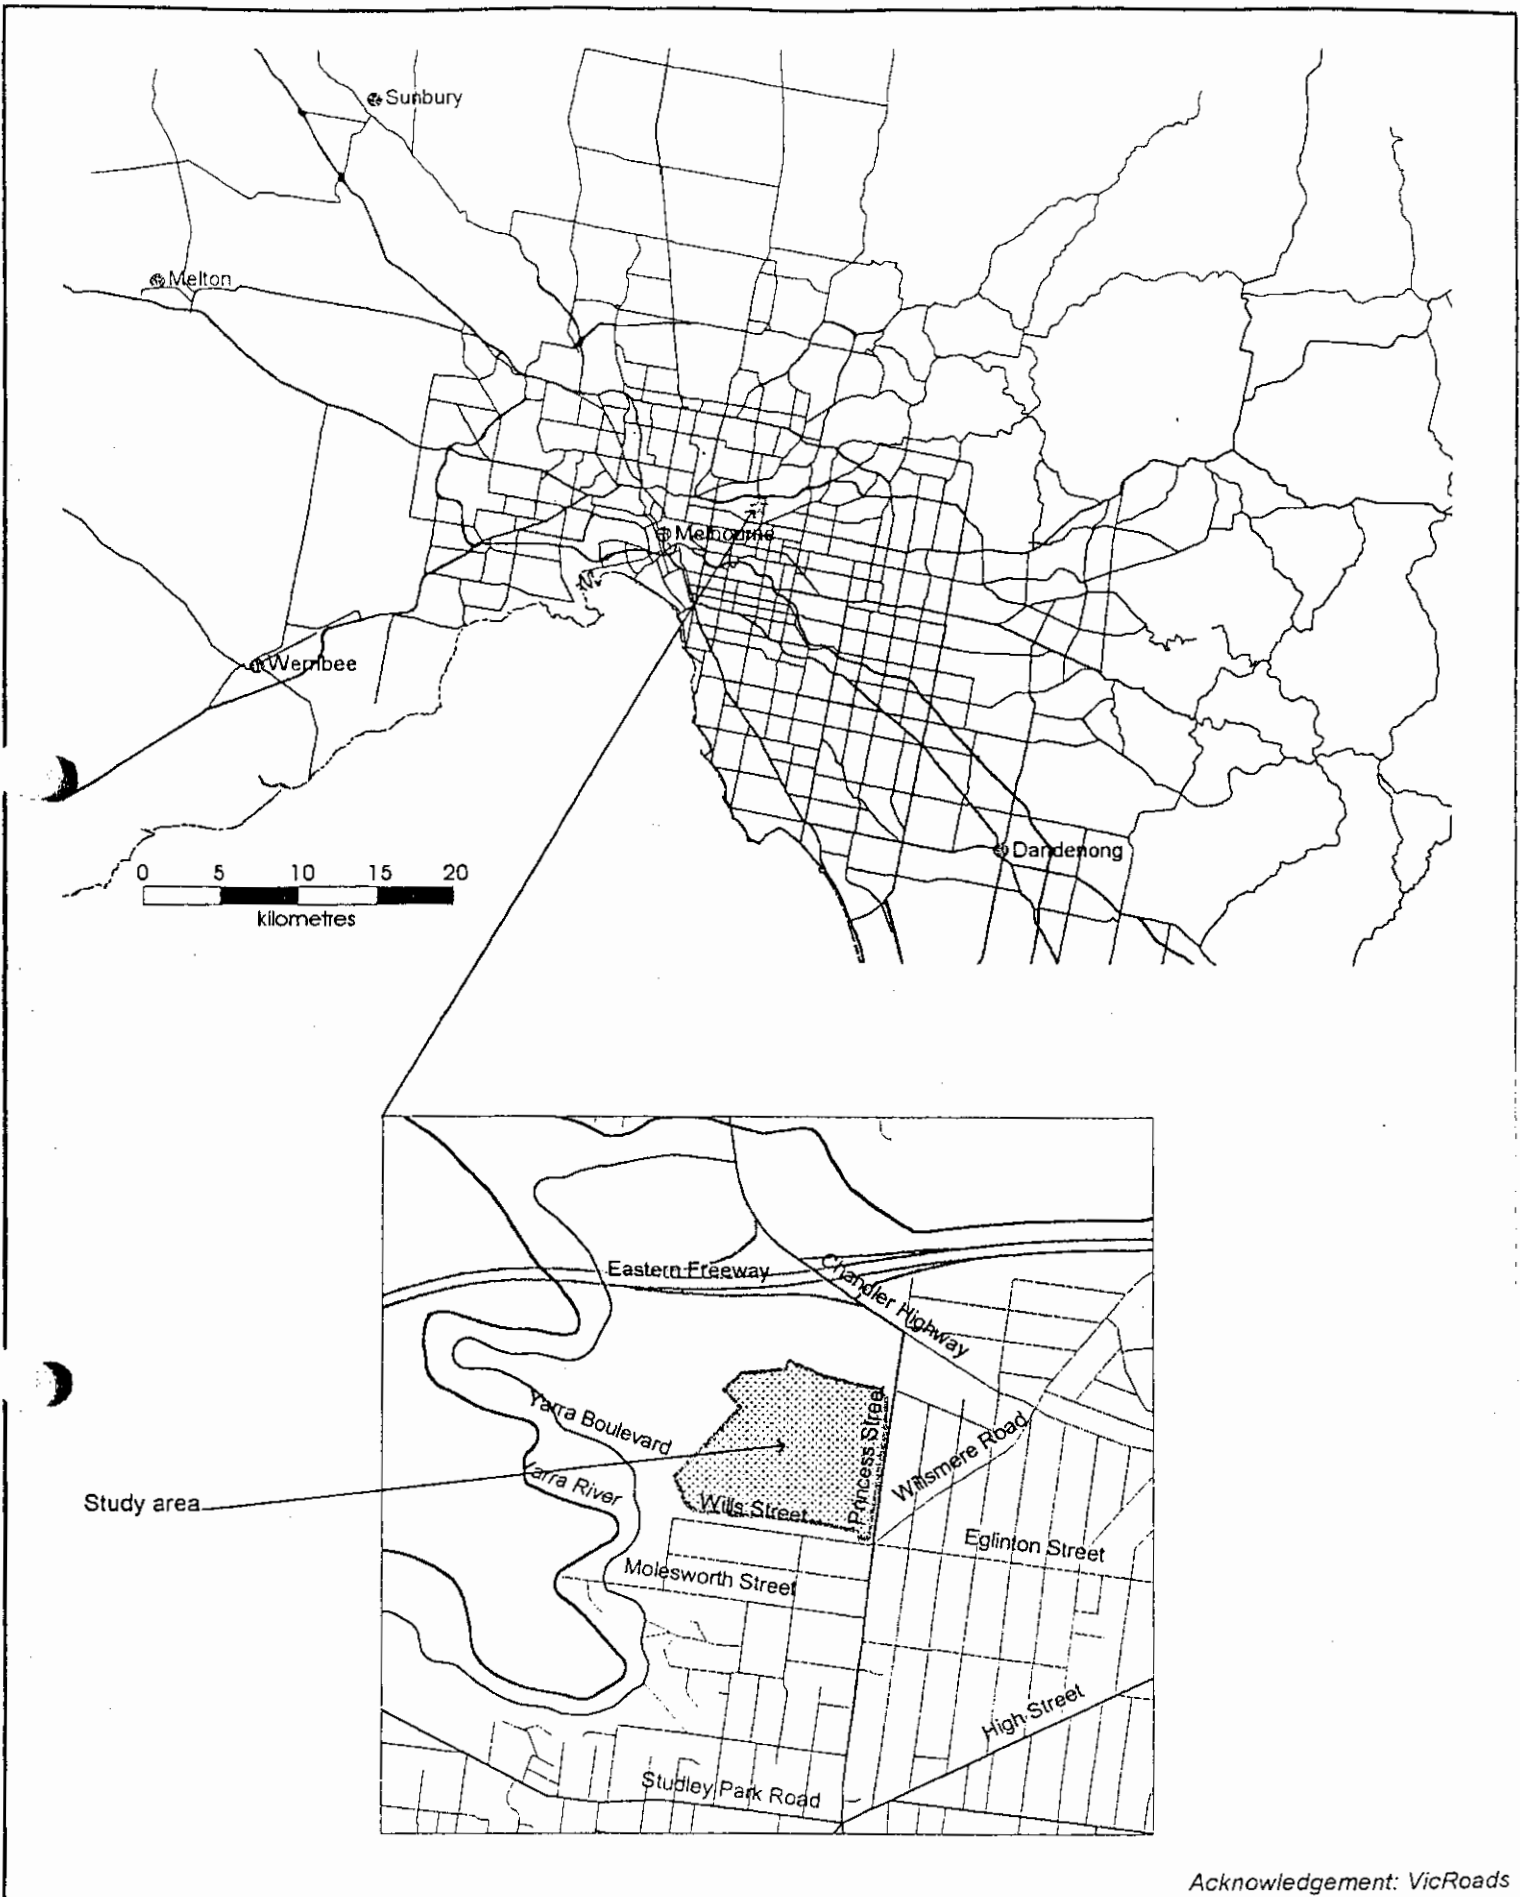 Sunbury
Melton
Melbourne
Werribee
Dandenong
0 5 10 15 20
kilometres
Eastern Freeway
Chandler Highway
Yarra Boulevard
Princess Street
Willsmere Road
Yarra River
Study area
Wills Street
Eglinton Street
Molesworth Street
High Street
Studley Park Road
Acknowledgement: VicRoads